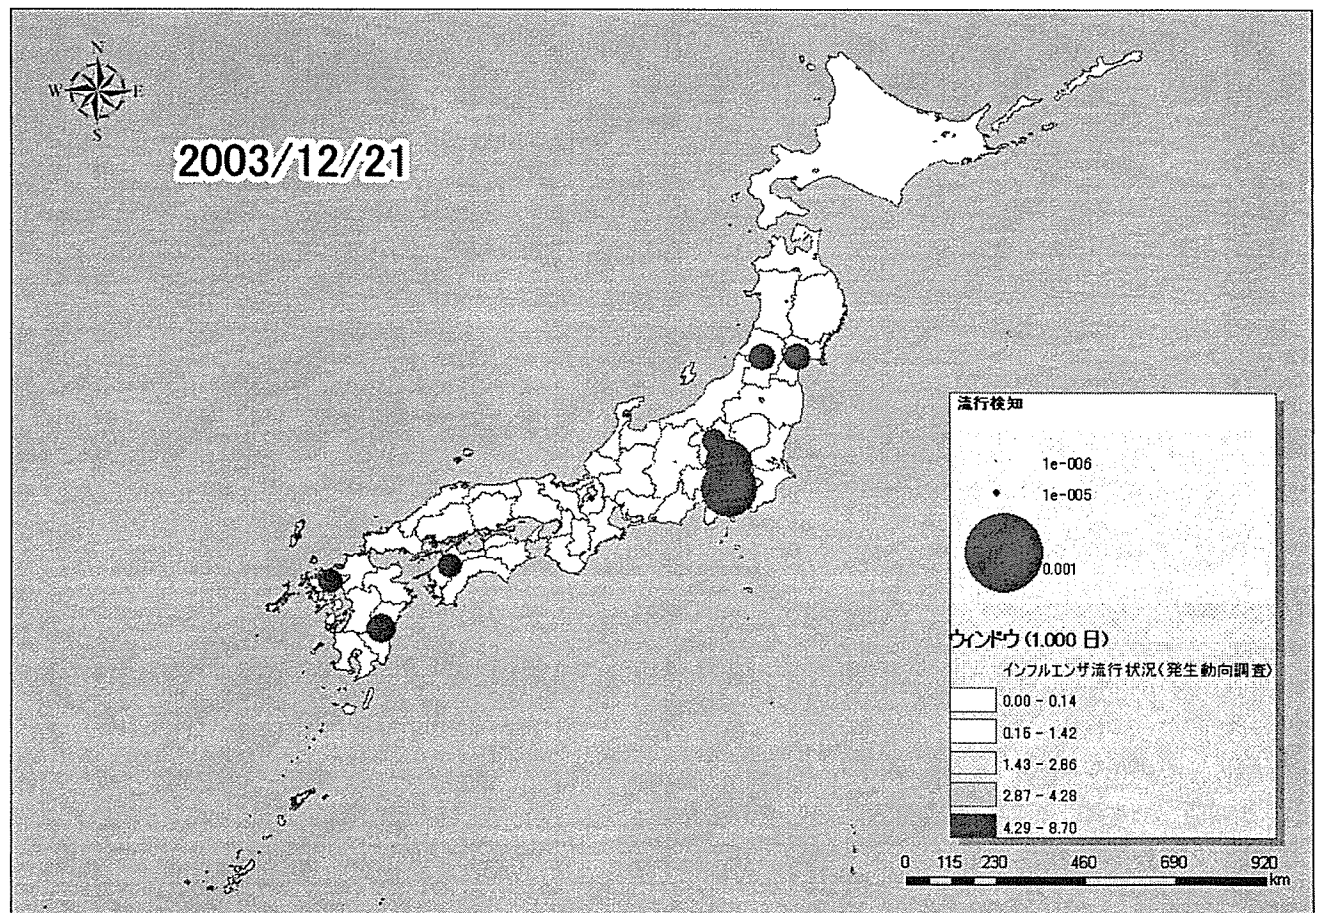 N
W E
S
2003/12/21
流行検知
1e-006
1e-005
0.001
ウィンドウ (1.000 日)
インフルエンザ流行状況(発生動向調査)
0.00 - 0.14
0.15 - 1.42
1.43 - 2.86
2.87 - 4.28
4.29 - 8.70
0 115 230 460 690 920
km